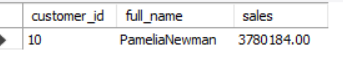 customer_id full_name sales
10 PameliaNewman 3780184.00